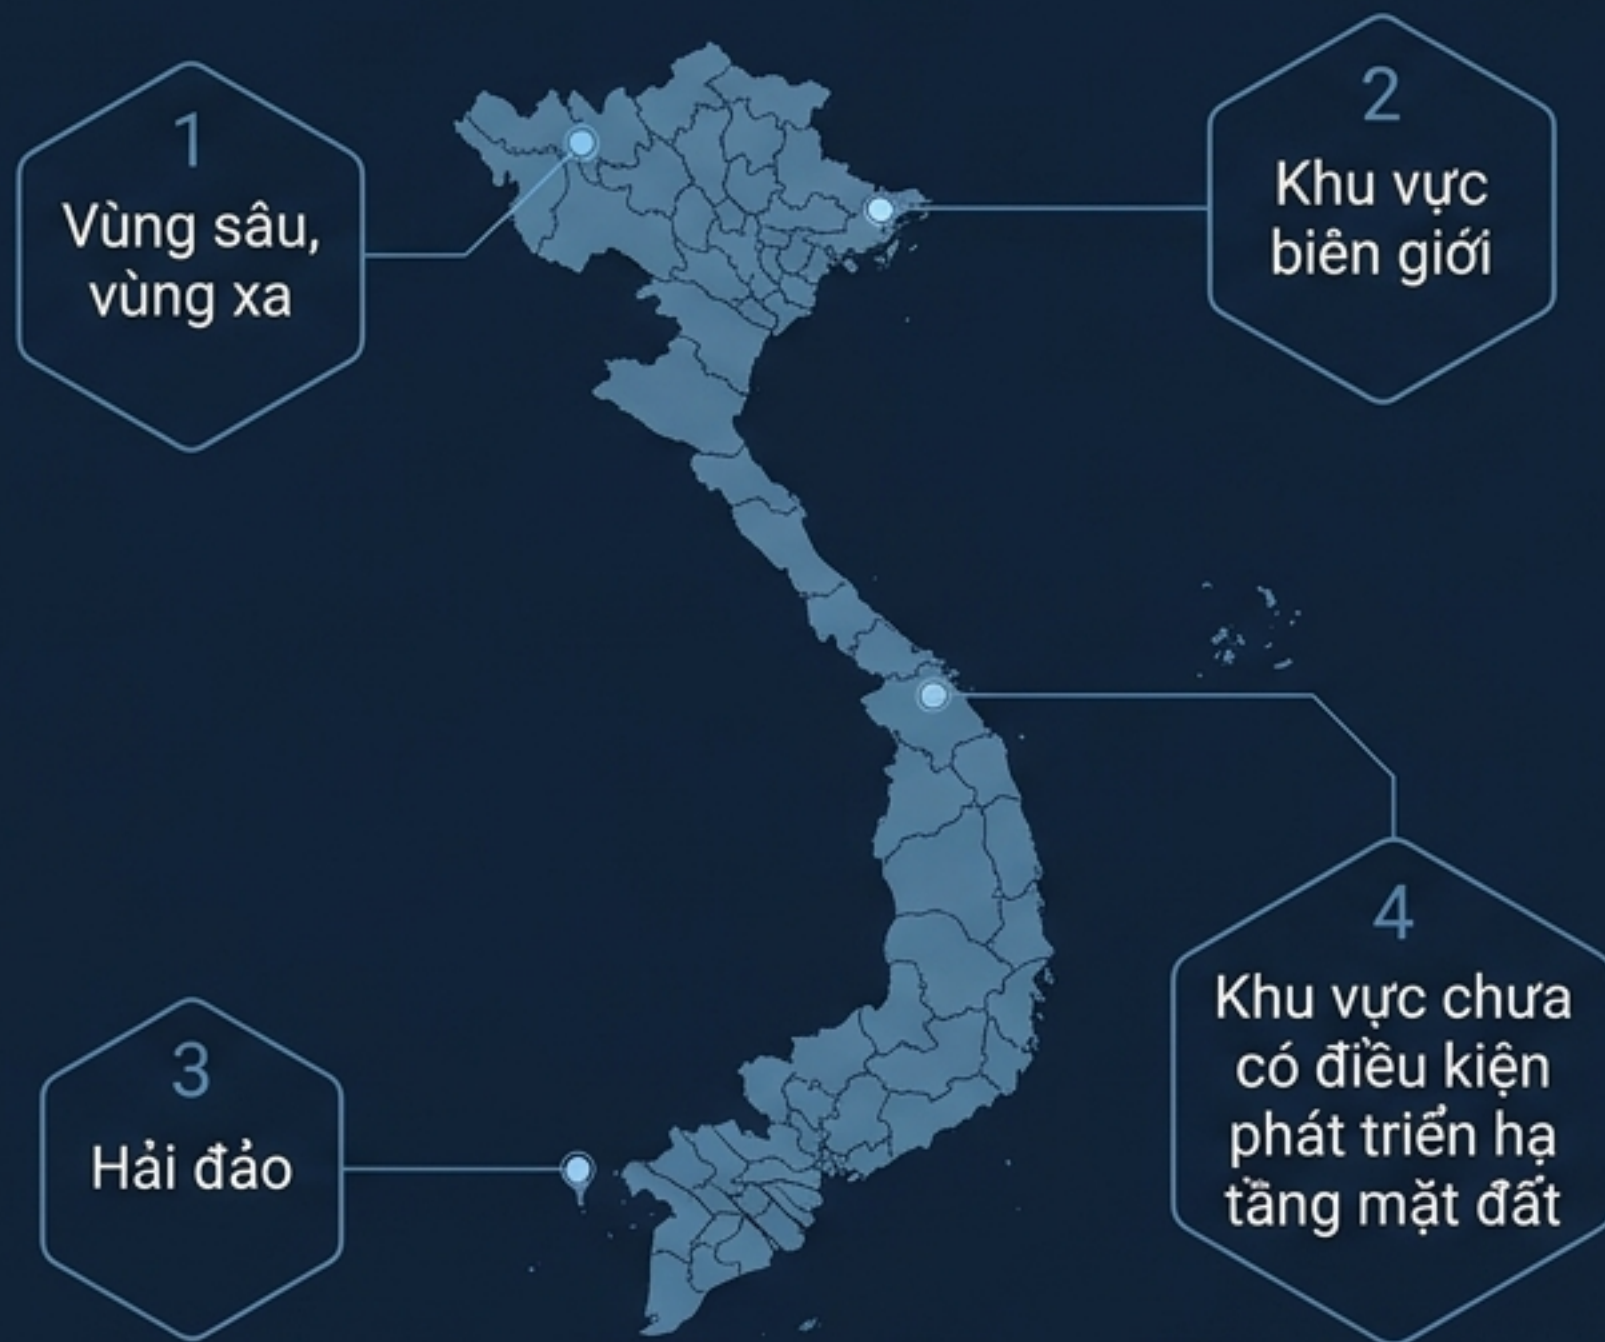 1
Vùng sâu,
vùng xa
2
Khu vực
biên giới
3
Hải đảo
4
Khu vực chưa
có điều kiện
phát triển hạ
tầng mặt đất